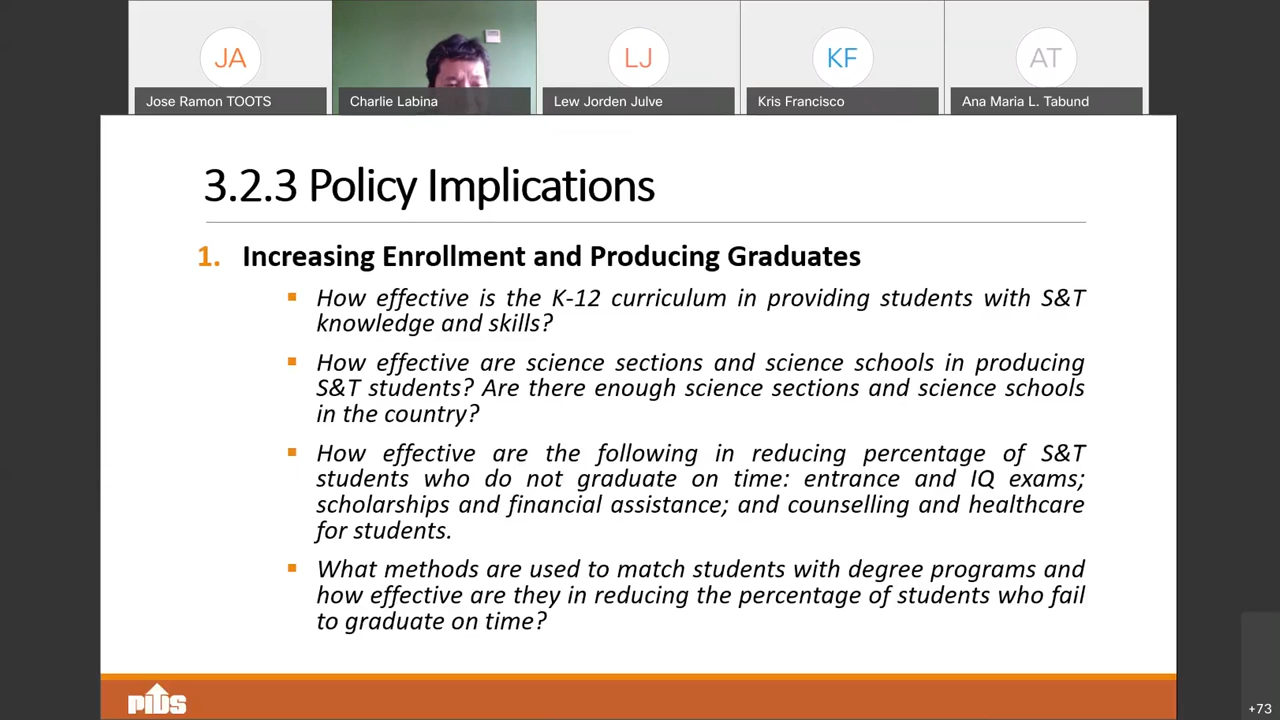 JA
LJ
KF
AT
Jose Ramon TOOTS
Charlie Labina
Lew Jorden Julve
Kris Francisco
Ana Maria L. Tabund
3.2.3 Policy Implications
1. Increasing Enrollment and Producing Graduates
▪ How effective is the K-12 curriculum in providing students with S&T
knowledge and skills?
▪ How effective are science sections and science schools in producing
S&T students? Are there enough science sections and science schools
in the country?
▪ How effective are the following in reducing percentage of S&T
students who do not graduate on time: entrance and IQ exams;
scholarships and financial assistance; and counselling and healthcare
for students.
▪ What methods are used to match students with degree programs and
how effective are they in reducing the percentage of students who fail
to graduate on time?
PIDS
+73